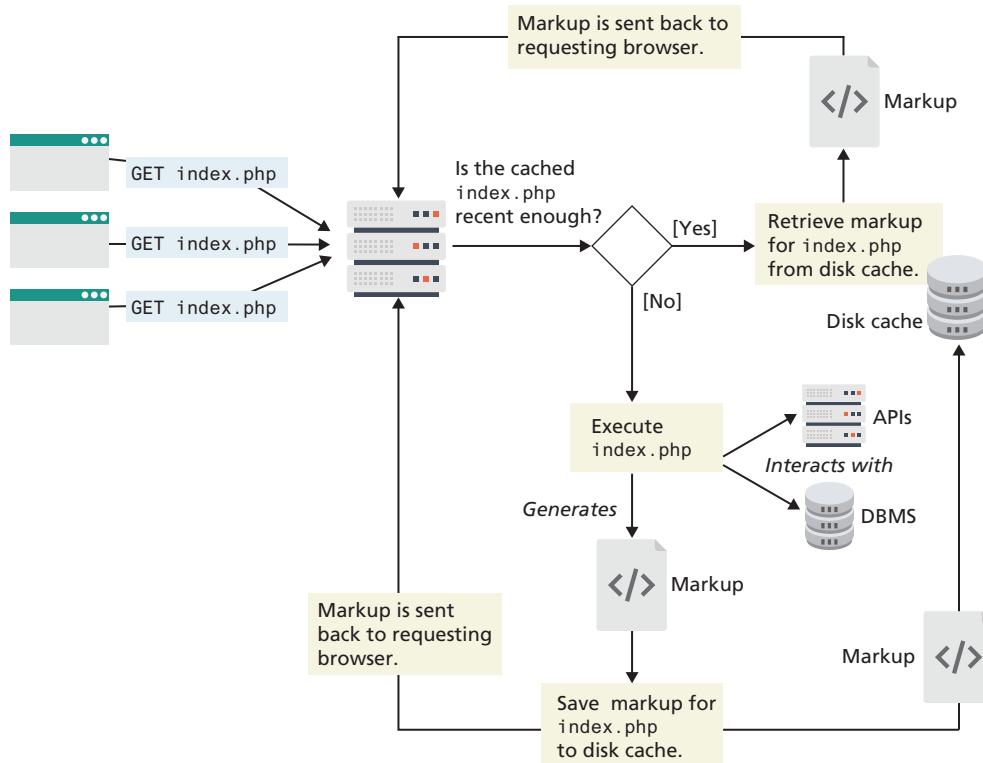 Markup is sent back to
requesting browser.
Markup
GET index.php
GET index.php
GET index.php
Is the cached
index.php
recent enough?
[Yes]
Retrieve markup
for index.php
from disk cache.
[No]
Disk cache
Execute
index.php
APIs
Interacts with
DBMS
Generates
Markup
Markup is sent
back to requesting
browser.
Markup
Save markup for
index.php
to disk cache.